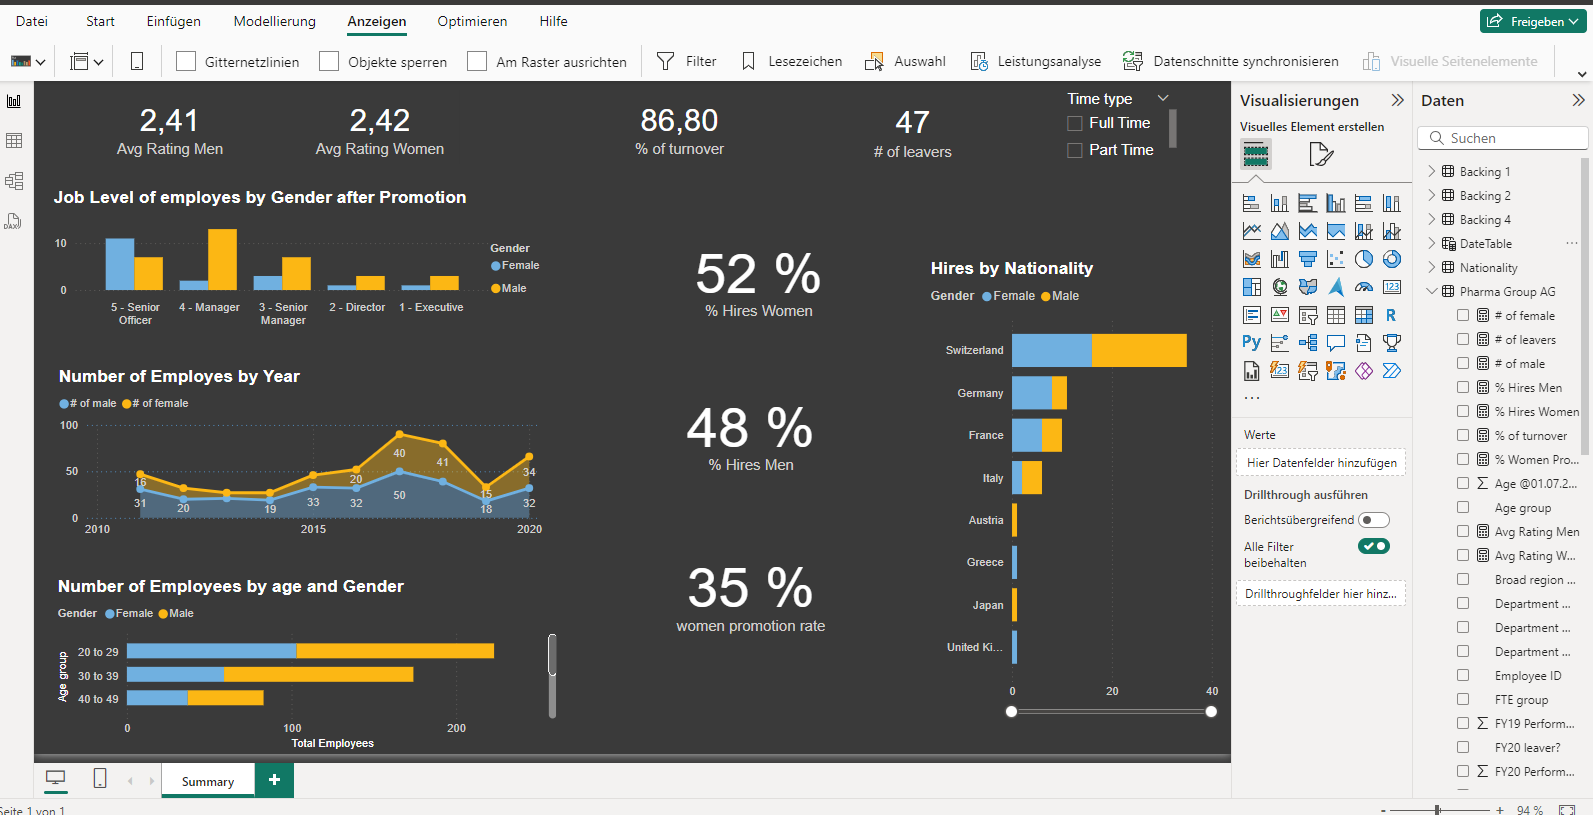 Datei Start Einfügen Modellierung Anzeigen Optimieren Hilfe Freigeben
Gitternetzlinien Objekte sperren Am Raster ausrichten Filter Lesezeichen Auswahl Leistungsanalyse Datenschnitte synchronisieren Visuelle Seitenelemente
2,41
Avg Rating Men
2,42
Avg Rating Women
86,80
% of turnover
47
# of leavers
Time type
Full Time
Part Time
Job Level of employes by Gender after Promotion
10
0
5 - Senior
Officer
4 - Manager
3 - Senior
Manager
2 - Director
1 - Executive
Gender
Female
Male
Number of Employes by Year
# of male # of female
100
50
0
16
31
20
19
33
20
32
40
50
41
15
18
34
32
2010 2015 2020
Number of Employees by age and Gender
Gender Female Male
Age group
20 to 29
30 to 39
40 to 49
0 100 200
Total Employees
52 %
% Hires Women
48 %
% Hires Men
35 %
women promotion rate
Hires by Nationality
Gender Female Male
Switzerland
Germany
France
Italy
Austria
Greece
Japan
United Ki...
0 20 40
Visualisierungen
Visuelles Element erstellen
123
R
Py
123
...
Werte
Hier Datenfelder hinzufügen
Drillthrough ausführen
Berichtsübergreifend
Alle Filter
beibehalten
Drillthroughfelder hier hinz...
Daten
Suchen
Backing 1
Backing 2
Backing 4
DateTable
Nationality
Pharma Group AG
# of female
# of leavers
# of male
% Hires Men
% Hires Women
% of turnover
% Women Pro...
Age @01.07.2...
Age group
Avg Rating Men
Avg Rating W...
Broad region ...
Department ...
Department ...
Department ...
Employee ID
FTE group
FY19 Perform...
FY20 leaver?
FY20 Perform...
DAX
Summary
+
Seite 1 von 1
- + 94 %